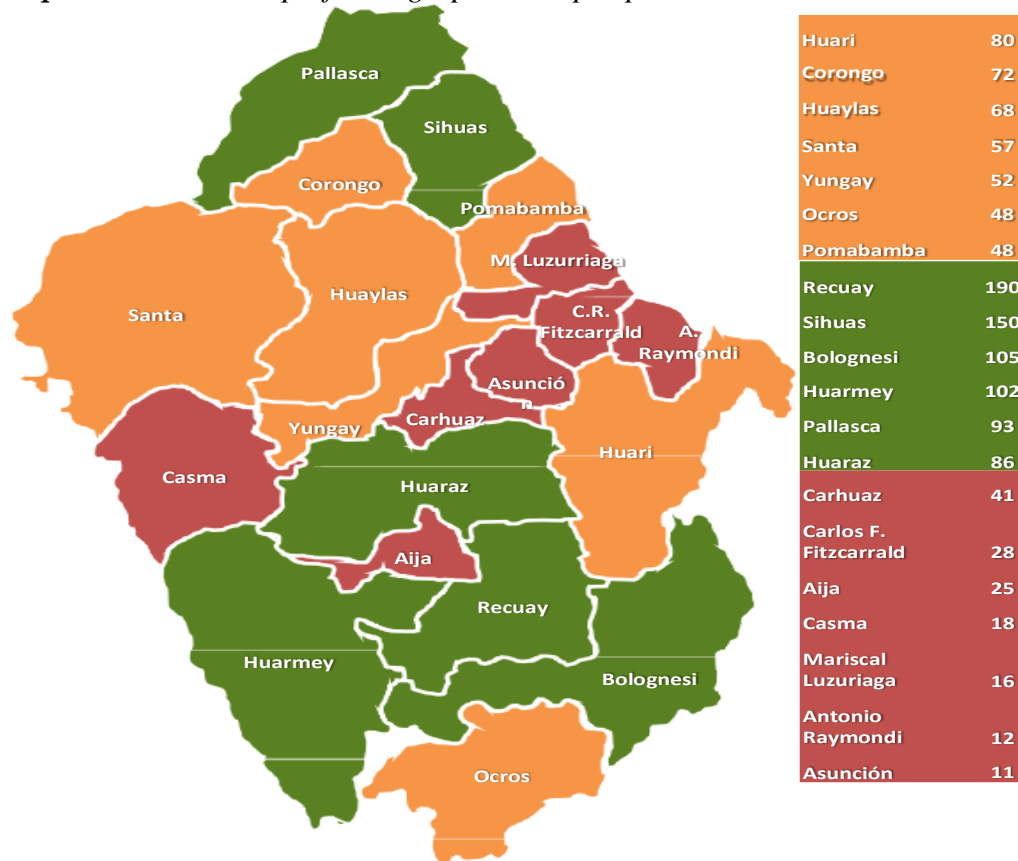 Pallasca
Sihuas
Corongo
Pomabamba
M. Luzurriaga
Huaylas
Santa
C.R.
Fitzcarrald
A.
Raymondi
Asunció
n
Carhuaz
Yungay
Huari
Casma
Huaraz
Aija
Recuay
Huarmey
Bolognesi
Ocros
Huari 80
Corongo 72
Huaylas 68
Santa 57
Yungay 52
Ocros 48
Pomabamba 48
Recuay 190
Sihuas 150
Bolognesi 105
Huarmey 102
Pallasca 93
Huaraz 86
Carhuaz 41
Carlos F.
Fitzcarrald 28
Aija 25
Casma 18
Mariscal
Luzuriaga 16
Antonio
Raymondi 12
Asunción 11